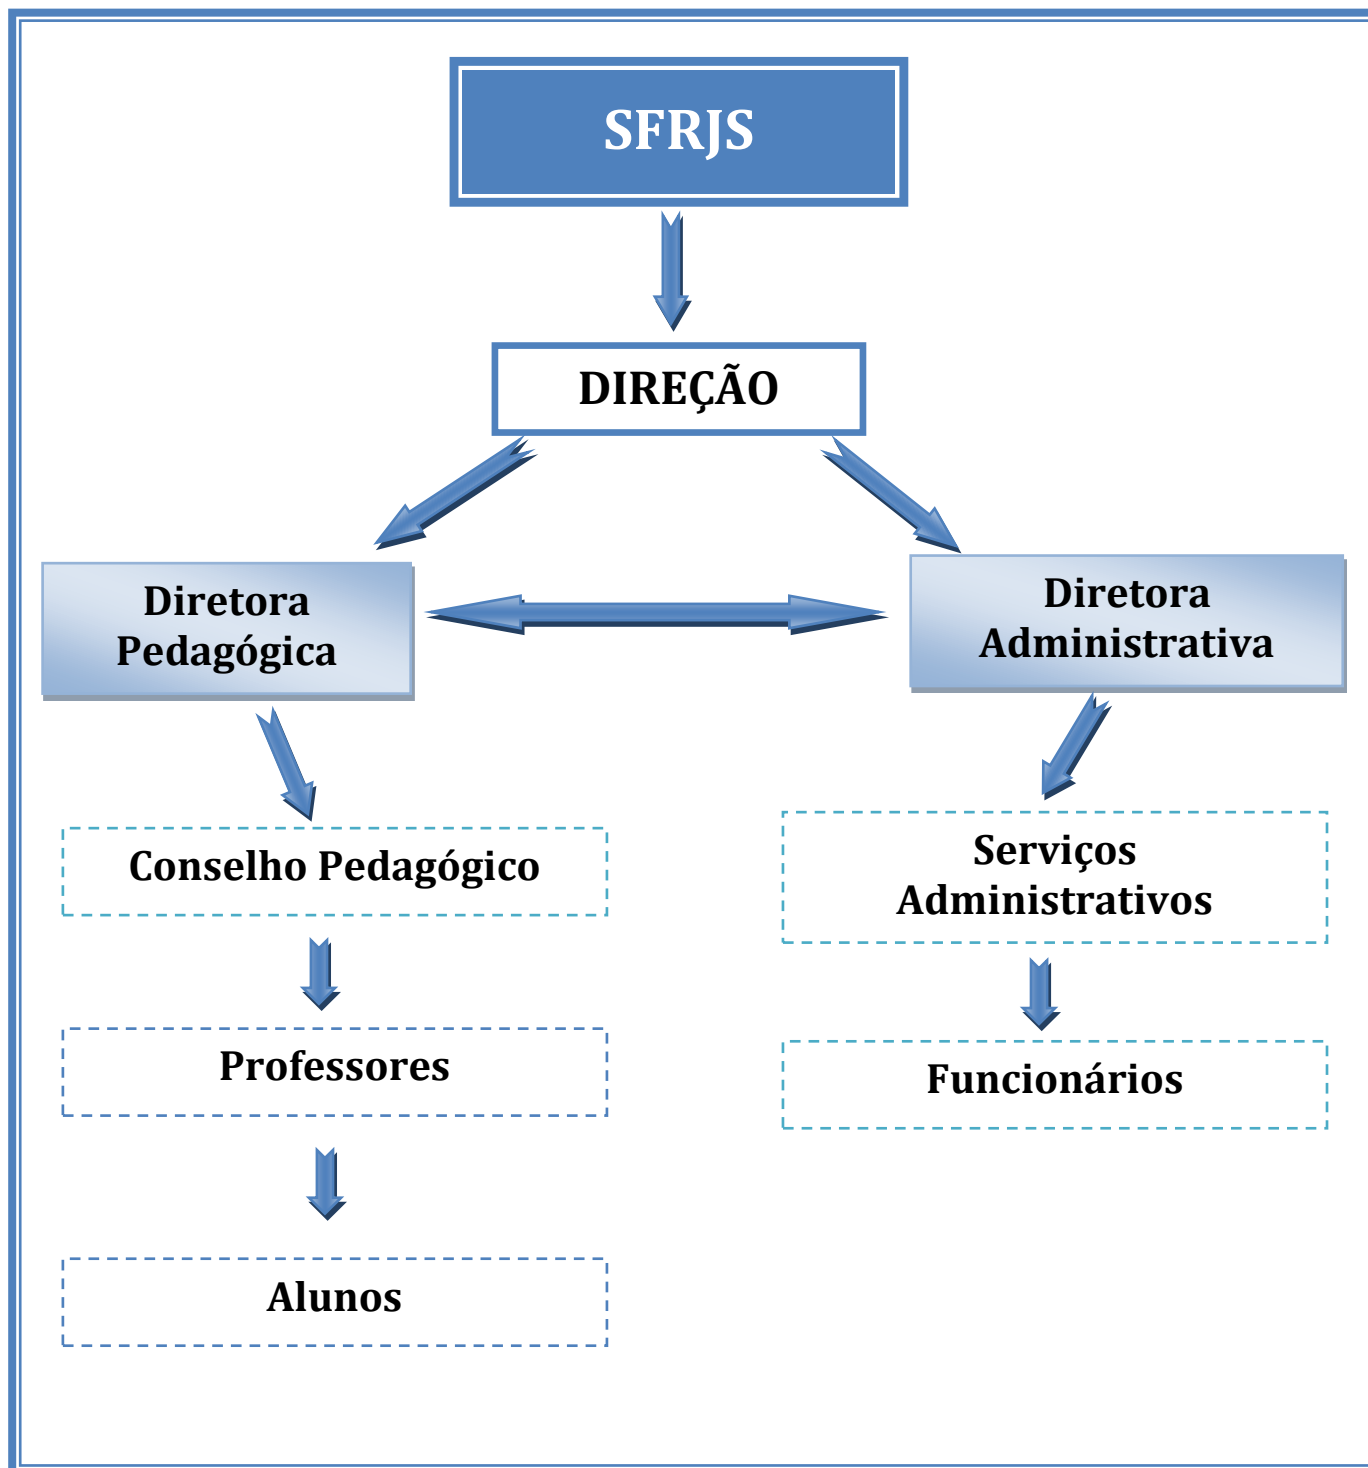 SFRJS
DIREÇÃO
Diretora
Pedagógica
Diretora
Administrativa
Conselho Pedagógico
Serviços
Administrativos
Professores
Funcionários
Alunos